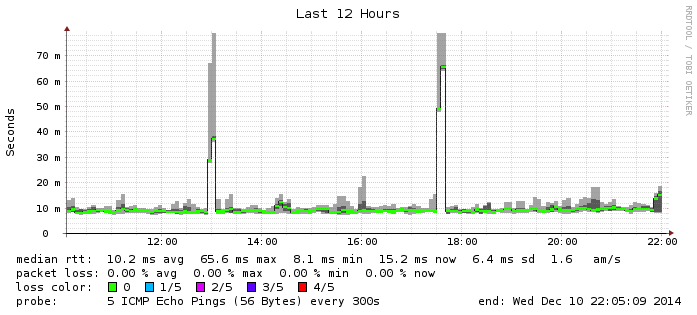 Last 12 Hours
RRDTOOL / TOBI OETIKER
Seconds
70 m
60 m
50 m
40 m
30 m
20 m
10 m
0
12:00 14:00 16:00 18:00 20:00 22:00
median rtt: 10.2 ms avg 65.6 ms max 8.1 ms min 15.2 ms now 6.4 ms sd 1.6 am/s
packet loss: 0.00 % avg 0.00 % max 0.00 % min 0.00 % now
loss color: 0 1/5 2/5 3/5 4/5
probe: 5 ICMP Echo Pings (56 Bytes) every 300s end: Wed Dec 10 22:05:09 2014